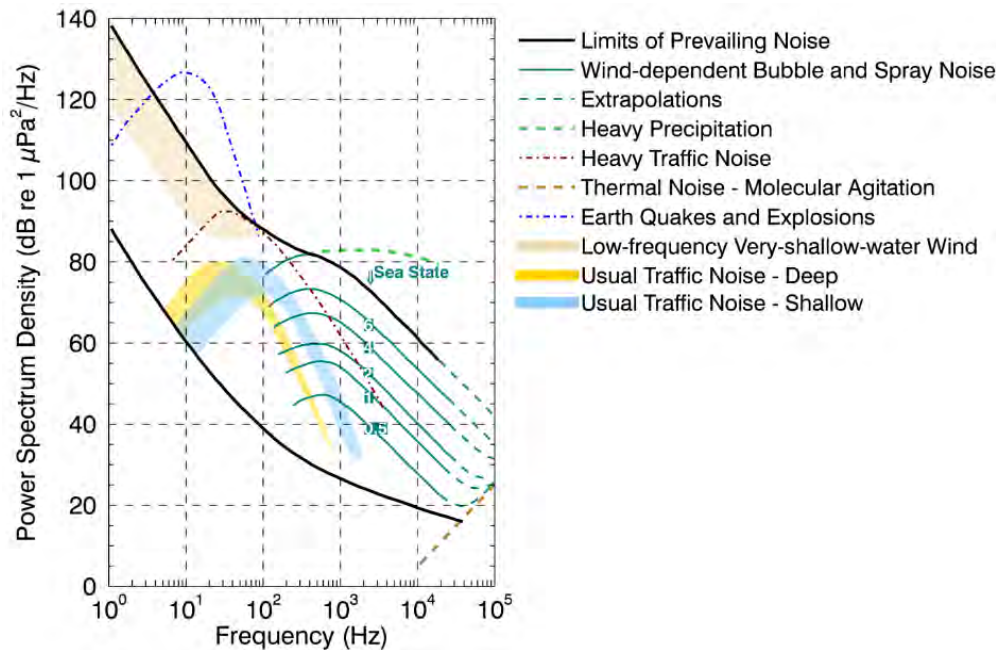 140
120
100
80
60
40
20
0
Power Spectrum Density (dB re 1 µPa²/Hz)
10⁰ 10¹ 10² 10³ 10⁴ 10⁵
Frequency (Hz)
⇓Sea State
6
4
2
1
0.5
Limits of Prevailing Noise
Wind-dependent Bubble and Spray Noise
Extrapolations
Heavy Precipitation
Heavy Traffic Noise
Thermal Noise - Molecular Agitation
Earth Quakes and Explosions
Low-frequency Very-shallow-water Wind
Usual Traffic Noise - Deep
Usual Traffic Noise - Shallow